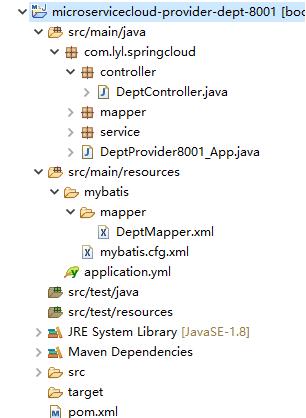 microservicecloud-provider-dept-8001 [boo
src/main/java
com.lyl.springcloud
controller
DeptController.java
mapper
service
DeptProvider8001_App.java
src/main/resources
mybatis
mapper
DeptMapper.xml
mybatis.cfg.xml
application.yml
src/test/java
src/test/resources
JRE System Library [JavaSE-1.8]
Maven Dependencies
src
target
pom.xml